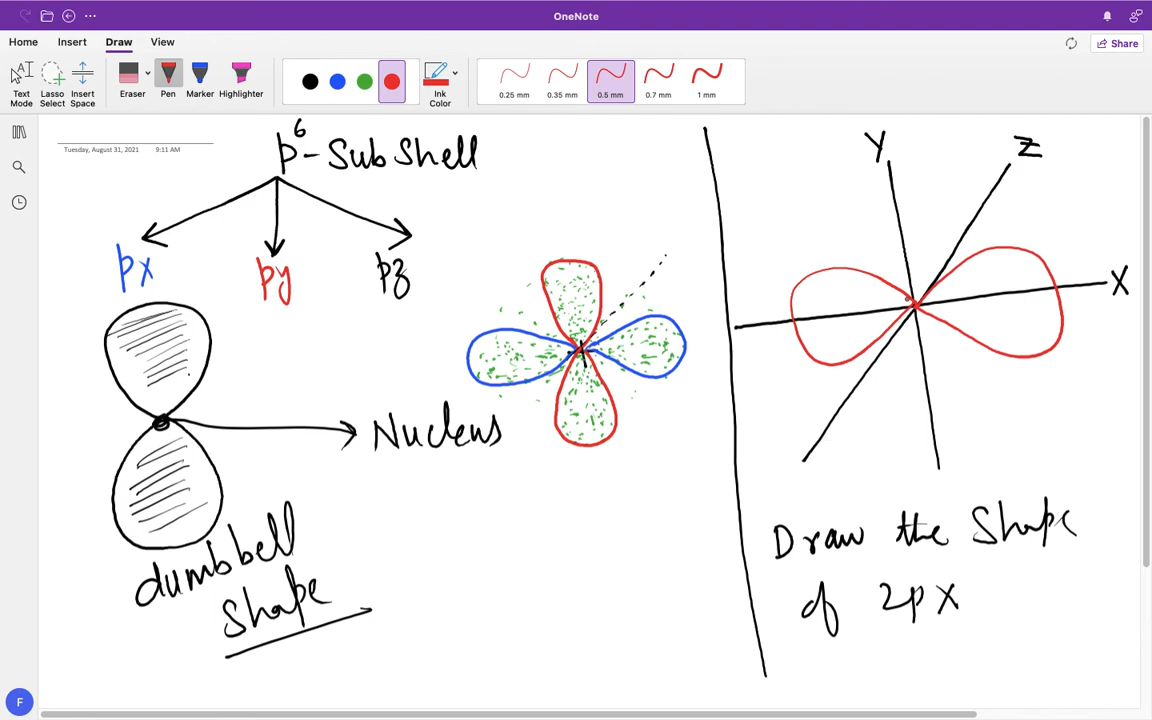 OneNote
Home Insert Draw View
Share
Text Mode
Lasso Select
Insert Space
Eraser
Pen
Marker
Highlighter
Ink Color
0.25 mm
0.35 mm
0.5 mm
0.7 mm
1 mm
Tuesday, August 31, 2021 9:11 AM
p⁶ - Sub Shell
px py pz
Nucleus
dumbbell
Shape
Y
Z
X
Draw the Shape
of 2px
F